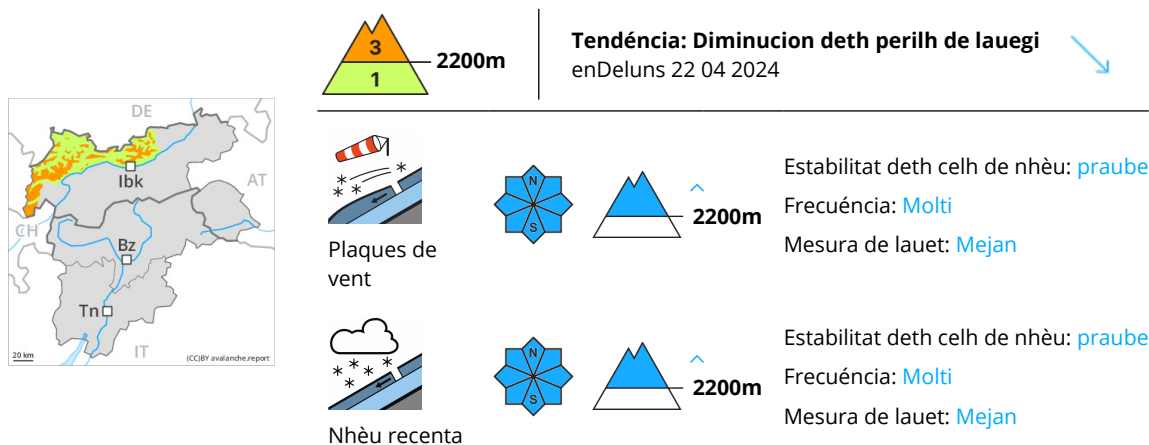 DE
AT
CH
IT
Ibk
Bz
Tn
20 km
(CC)BY avalanche.report
3
1
2200m
Tendéncia: Diminucion deth perilh de lauegi
enDeluns 22 04 2024
Plaques de
vent
N
S
2200m
Estabilitat deth celh de nhèu: praube
Frecuéncia: Molti
Mesura de lauet: Mejan
Nhèu recenta
N
S
2200m
Estabilitat deth celh de nhèu: praube
Frecuéncia: Molti
Mesura de lauet: Mejan